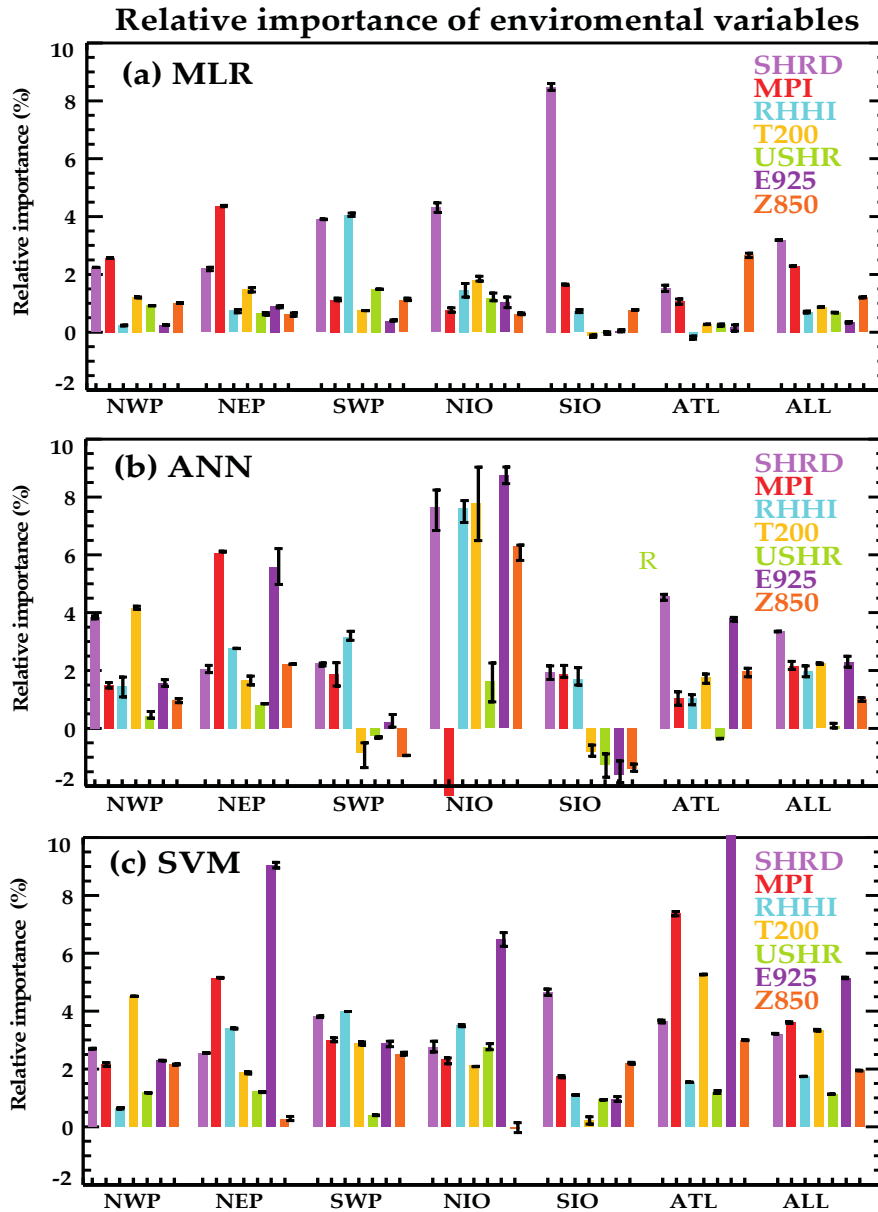 Relative importance of enviromental variables
10
8
6
4
2
0
-2
Relative importance (%)
(a) MLR
SHRD
MPI
RHHI
T200
USHR
E925
Z850
NWP NEP SWP NIO SIO ATL ALL
10
8
6
4
2
0
-2
Relative importance (%)
(b) ANN
R
SHRD
MPI
RHHI
T200
USHR
E925
Z850
NWP NEP SWP NIO SIO ATL ALL
10
8
6
4
2
0
-2
Relative importance (%)
(c) SVM
SHRD
MPI
RHHI
T200
USHR
E925
Z850
NWP NEP SWP NIO SIO ATL ALL